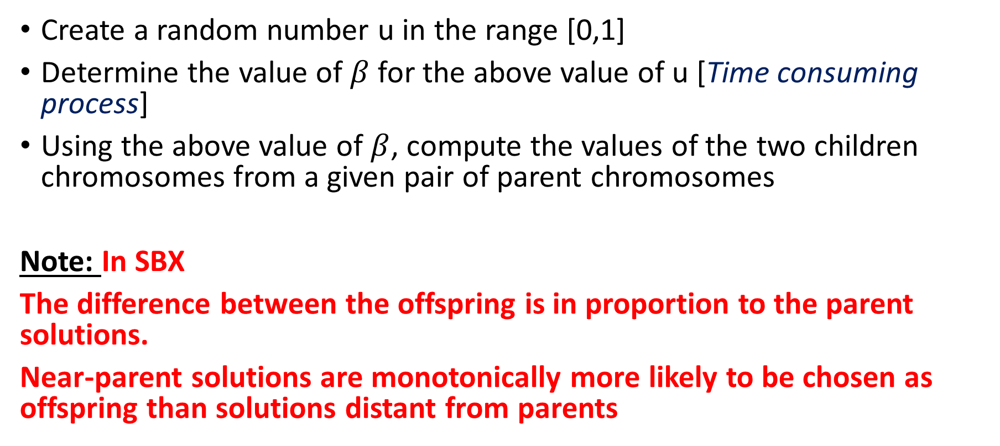 • Create a random number u in the range [0,1]
• Determine the value of β for the above value of u [Time consuming
process]
• Using the above value of β, compute the values of the two children
chromosomes from a given pair of parent chromosomes
Note: In SBX
The difference between the offspring is in proportion to the parent
solutions.
Near-parent solutions are monotonically more likely to be chosen as
offspring than solutions distant from parents